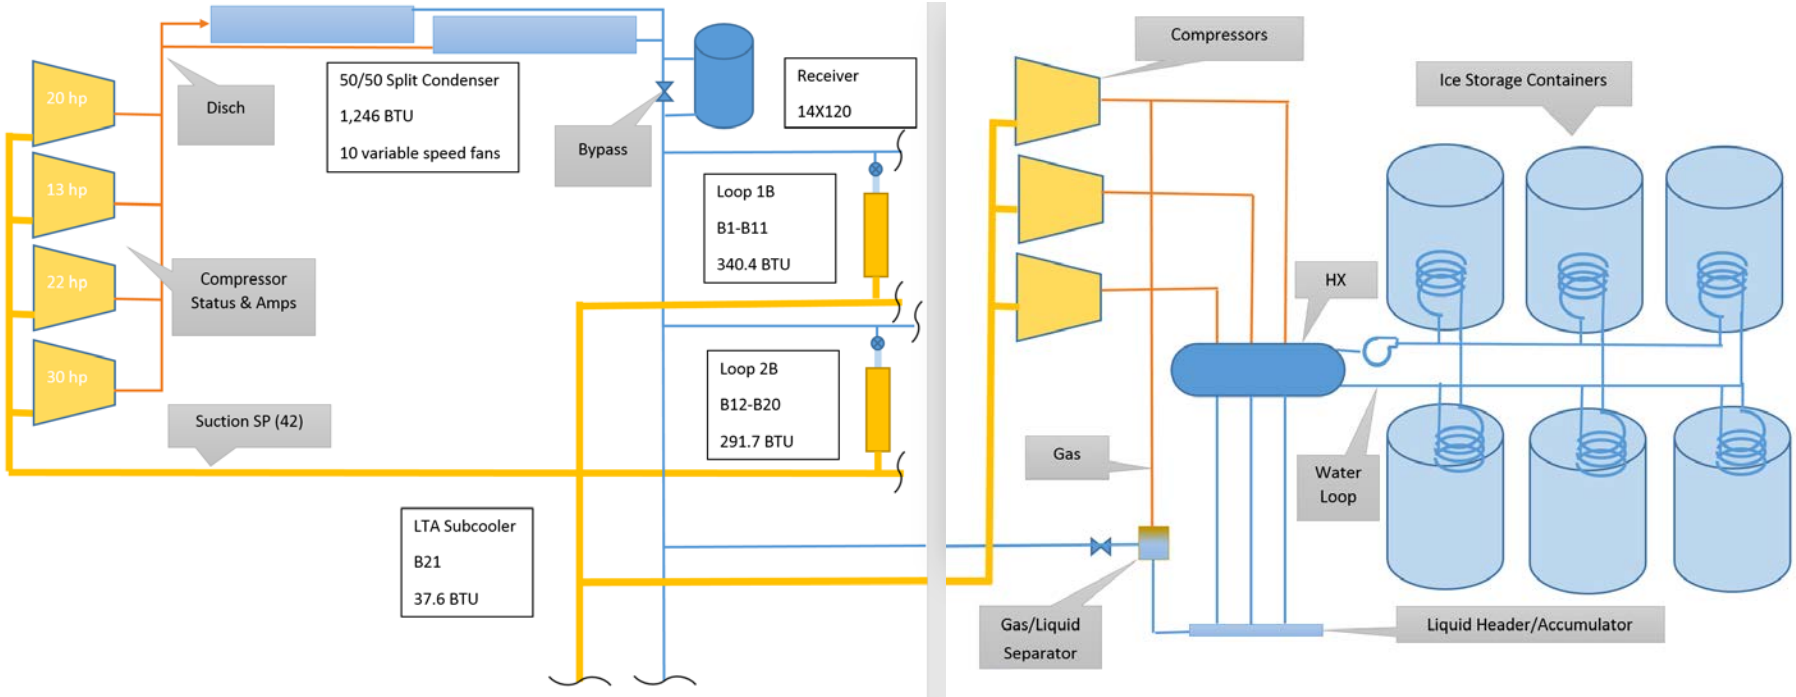 20 hp
13 hp
22 hp
30 hp
Disch
Compressor
Status & Amps
Suction SP (42)
50/50 Split Condenser
1,246 BTU
10 variable speed fans
Bypass
Receiver
14X120
Loop 1B
B1-B11
340.4 BTU
Loop 2B
B12-B20
291.7 BTU
LTA Subcooler
B21
37.6 BTU
Compressors
Ice Storage Containers
HX
Gas
Water
Loop
Gas/Liquid
Separator
Liquid Header/Accumulator